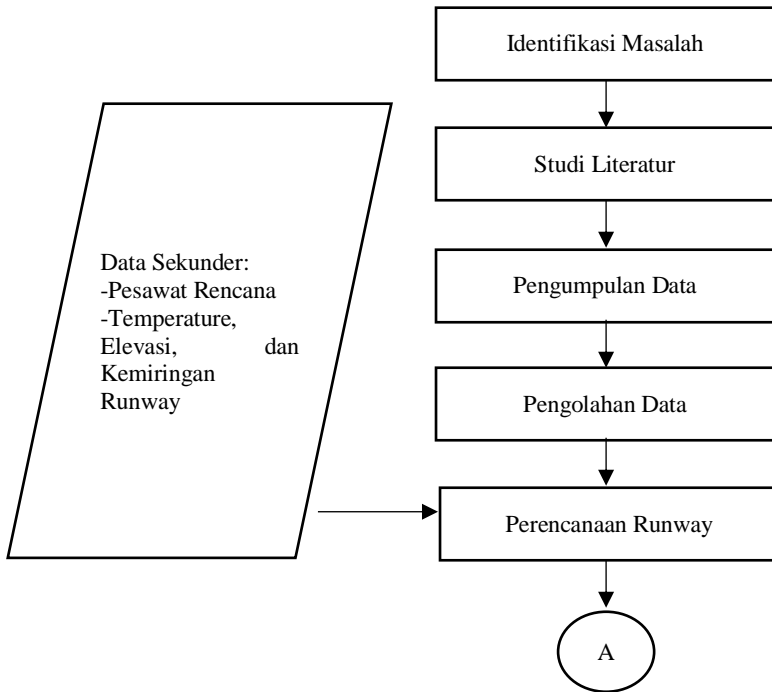 Identifikasi Masalah
Studi Literatur
Data Sekunder:
-Pesawat Rencana
-Temperature,
Elevasi, dan
Kemiringan
Runway
Pengumpulan Data
Pengolahan Data
Perencanaan Runway
A